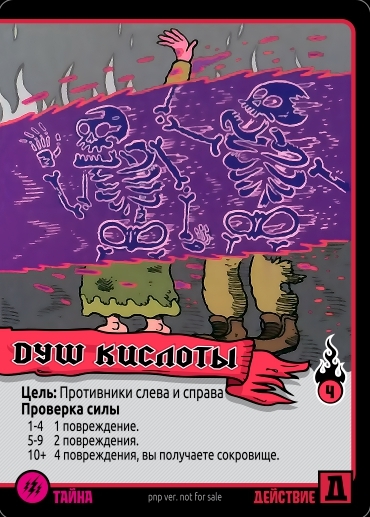 ДУШ КИСЛОТЫ
4
Цель: Противники слева и справа
Проверка силы
1-4 1 повреждение.
5-9 2 повреждения.
10+ 4 повреждения, вы получаете сокровище.
ТАЙНА pnp ver. not for sale ДЕЙСТВИЕ Д